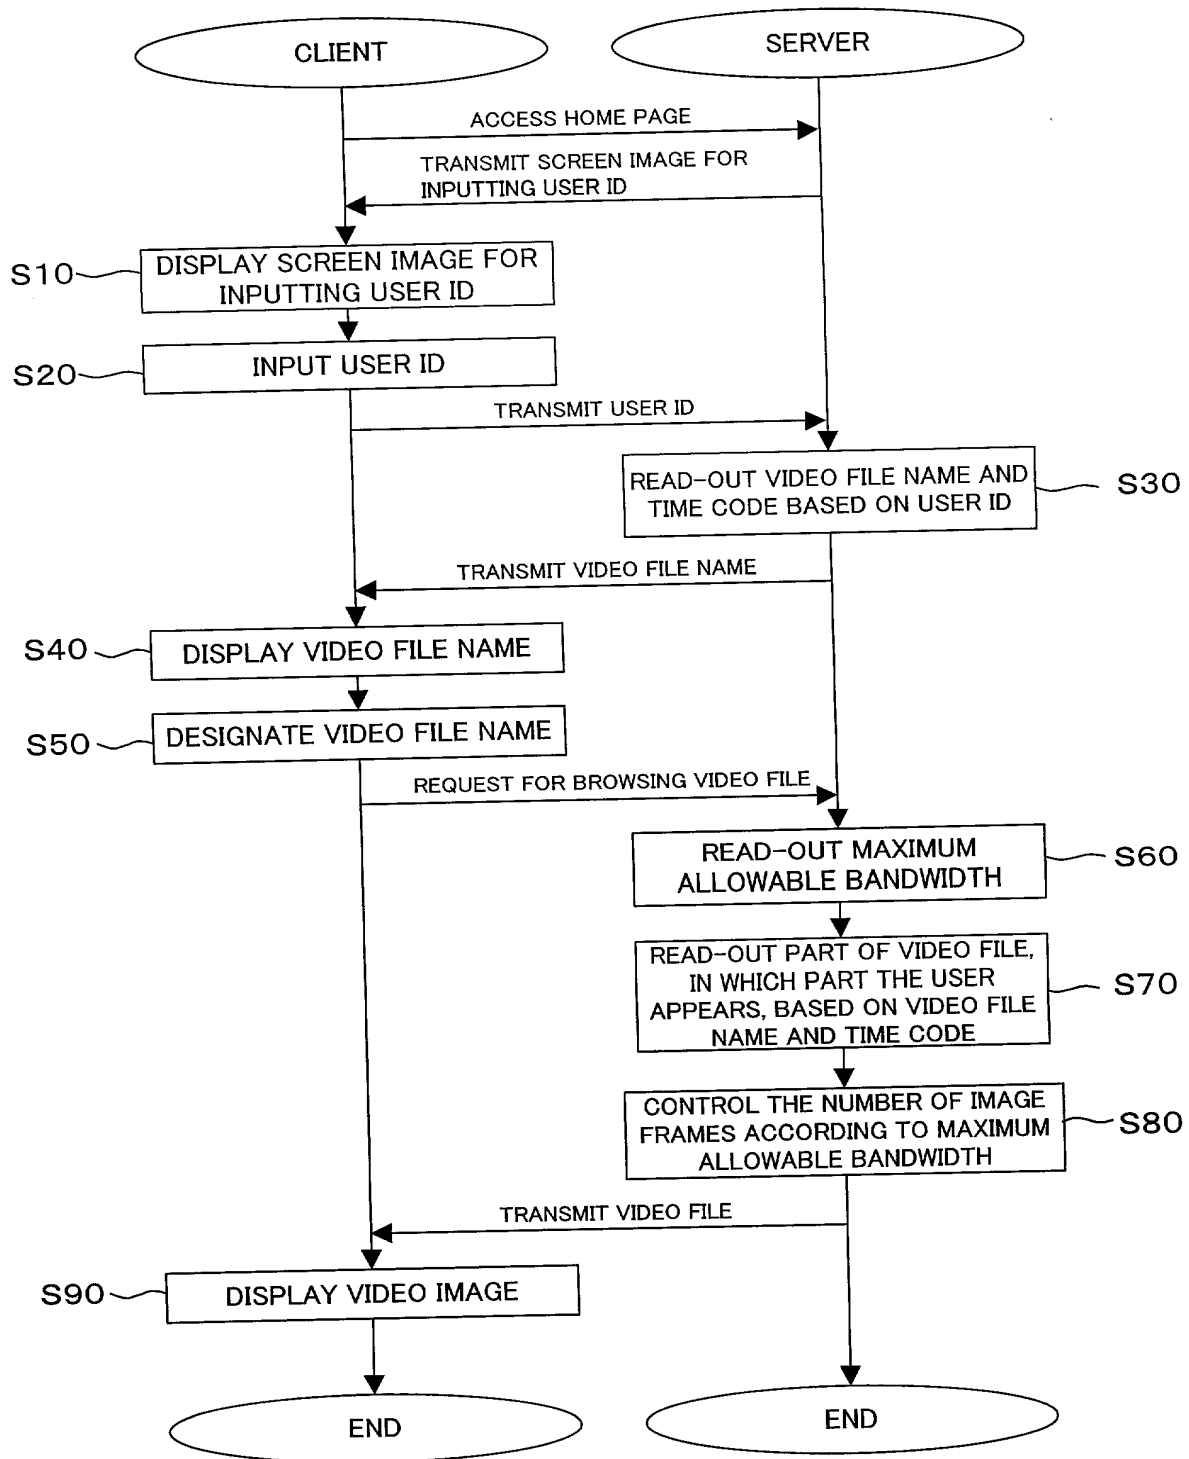 CLIENT
SERVER
ACCESS HOME PAGE
TRANSMIT SCREEN IMAGE FOR
INPUTTING USER ID
S10
DISPLAY SCREEN IMAGE FOR
INPUTTING USER ID
S20
INPUT USER ID
TRANSMIT USER ID
READ-OUT VIDEO FILE NAME AND
TIME CODE BASED ON USER ID
S30
TRANSMIT VIDEO FILE NAME
S40
DISPLAY VIDEO FILE NAME
S50
DESIGNATE VIDEO FILE NAME
REQUEST FOR BROWSING VIDEO FILE
READ-OUT MAXIMUM
ALLOWABLE BANDWIDTH
S60
READ-OUT PART OF VIDEO FILE,
IN WHICH PART THE USER
APPEARS, BASED ON VIDEO FILE
NAME AND TIME CODE
S70
CONTROL THE NUMBER OF IMAGE
FRAMES ACCORDING TO MAXIMUM
ALLOWABLE BANDWIDTH
S80
TRANSMIT VIDEO FILE
S90
DISPLAY VIDEO IMAGE
END
END